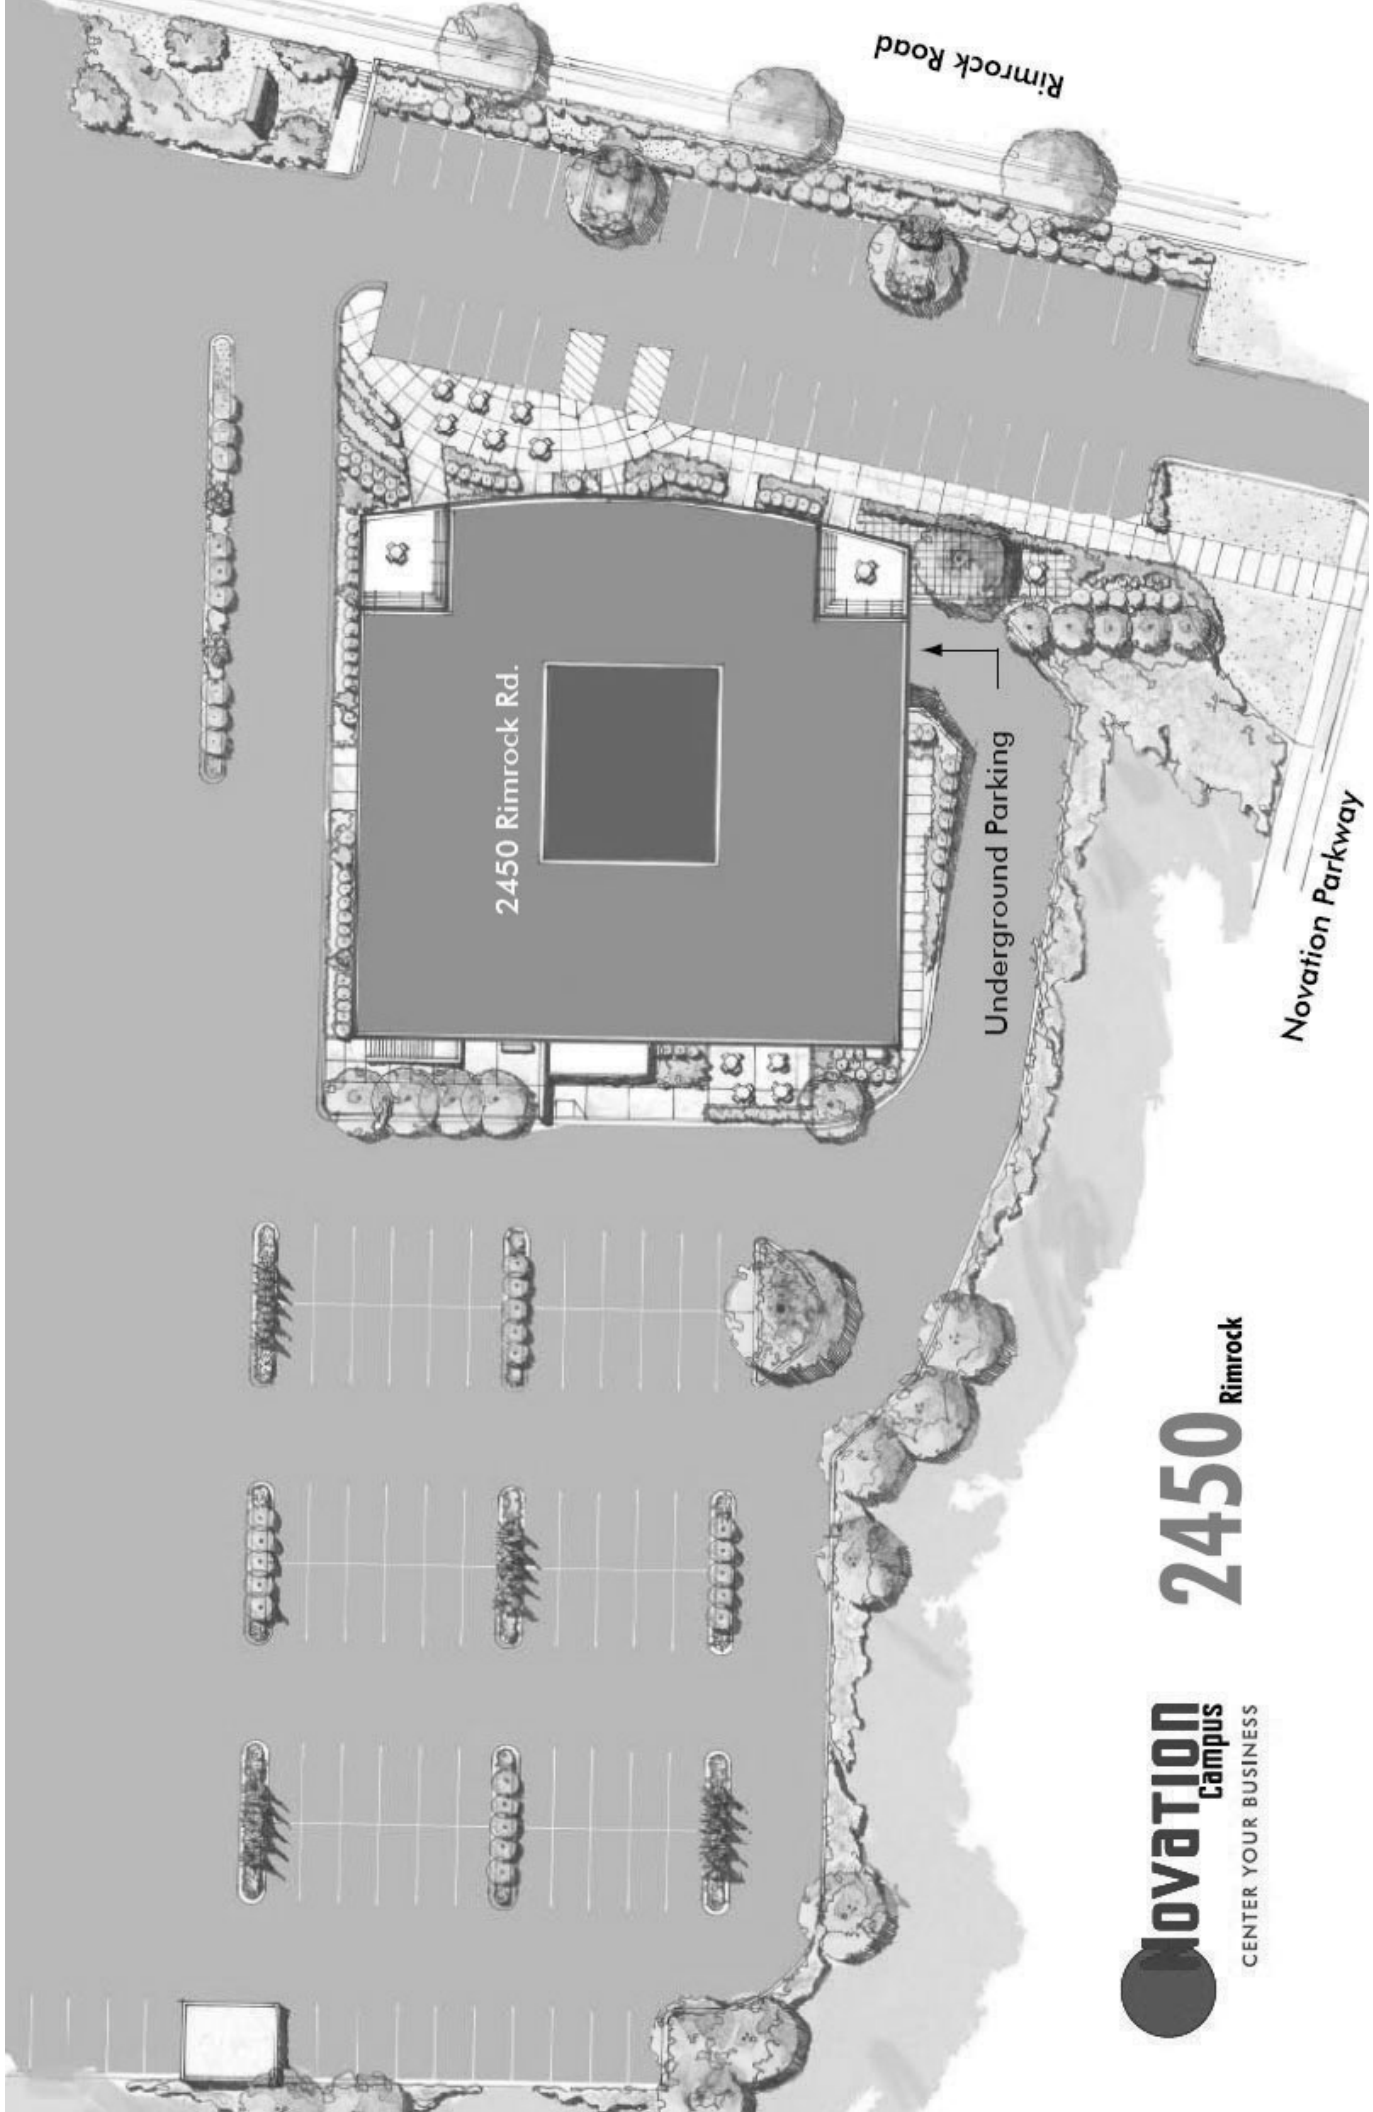 Rimrock Road
2450 Rimrock Rd.
Underground Parking
Novation Parkway
Novation
Campus
CENTER YOUR BUSINESS
2450
Rimrock